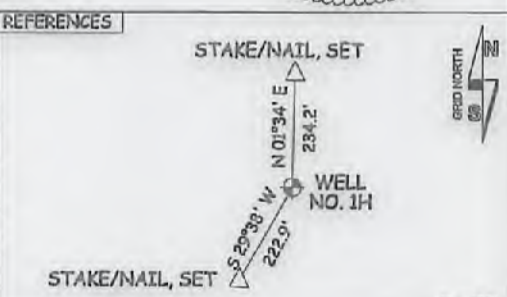 REFERENCES
STAKE/NAIL, SET
N
GRID NORTH
S
N 01°34' E
234.2'
WELL
NO. 1H
S 29°38' W
222.9'
STAKE/NAIL, SET